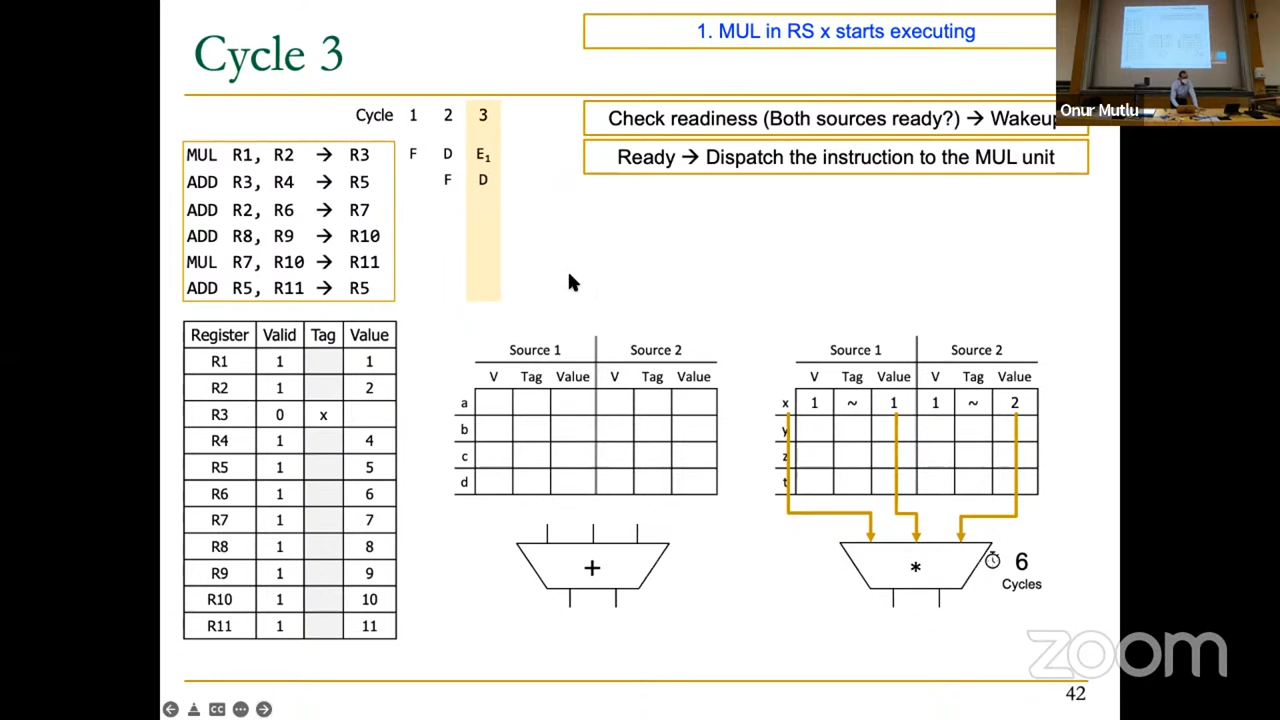 Cycle 3
1. MUL in RS x starts executing
Onur Mutlu
Check readiness (Both sources ready?) → Wakeup
Ready → Dispatch the instruction to the MUL unit
Cycle 1 2 3
MUL R1, R2 → R3 F D E1
ADD R3, R4 → R5 F D
ADD R2, R6 → R7
ADD R8, R9 → R10
MUL R7, R10 → R11
ADD R5, R11 → R5
Register Valid Tag Value
R1 1 1
R2 1 2
R3 0 x
R4 1 4
R5 1 5
R6 1 6
R7 1 7
R8 1 8
R9 1 9
R10 1 10
R11 1 11
Source 1 Source 2
V Tag Value V Tag Value
a
b
c
d
+
Source 1 Source 2
V Tag Value V Tag Value
x 1 ~ 1 1 ~ 2
y
z
t
*
6
Cycles
zoom
42